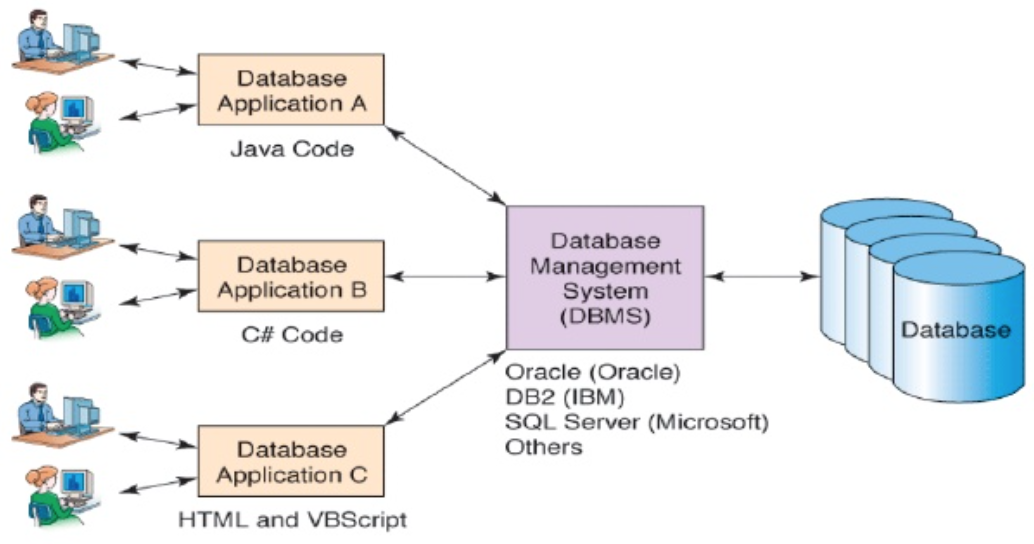 Database
Application A
Java Code
Database
Application B
C# Code
Database
Application C
HTML and VBScript
Database
Management
System
(DBMS)
Oracle (Oracle)
DB2 (IBM)
SQL Server (Microsoft)
Others
Database